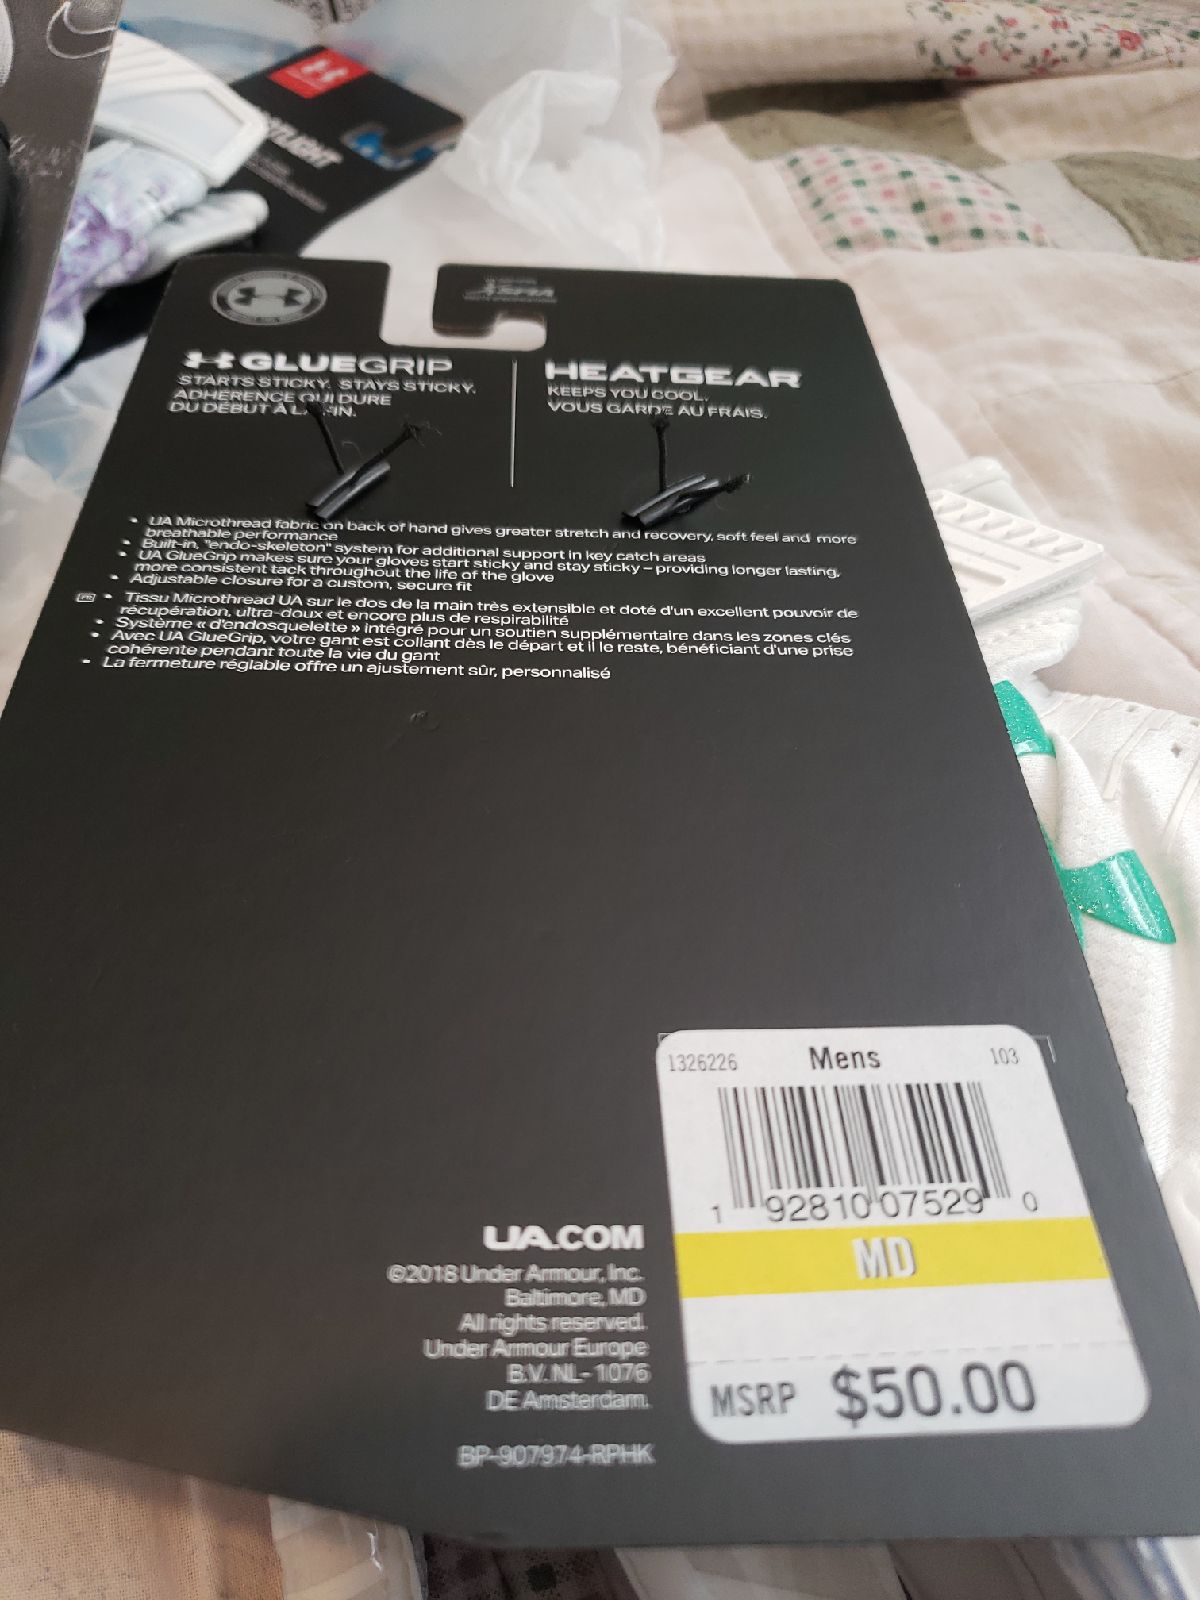 GLUEGRIP
STARTS STICKY. STAYS STICKY.
ADHÉRENCE QUI DURE
DU DÉBUT À LA FIN.
HEATGEAR
KEEPS YOU COOL.
VOUS GARDE AU FRAIS.
• UA Microthread fabric on back of hand gives greater stretch and recovery, soft feel and more
breathable performance
• Built-in, "endo-skeleton" system for additional support in key catch areas
• UA GlueGrip makes sure your gloves start sticky and stay sticky – providing longer lasting,
more consistent tack throughout the life of the glove
• Adjustable closure for a custom, secure fit
FR • Tissu Microthread UA sur le dos de la main très extensible et doté d'un excellent pouvoir de
récupération, ultra-doux et encore plus de respirabilité
• Système « d'endosquelette » intégré pour un soutien supplémentaire dans les zones clés
• Avec UA GlueGrip, votre gant est collant dès le départ et il le reste, bénéficiant d'une prise
cohérente pendant toute la vie du gant
• La fermeture réglable offre un ajustement sûr, personnalisé
UA.COM
©2018 Under Armour, Inc.
Baltimore, MD
All rights reserved.
Under Armour Europe
B.V. NL- 1076
DE Amsterdam.
BP-907974-RPHK
1326226 Mens 103
1 92810 07529 0
MD
MSRP $50.00